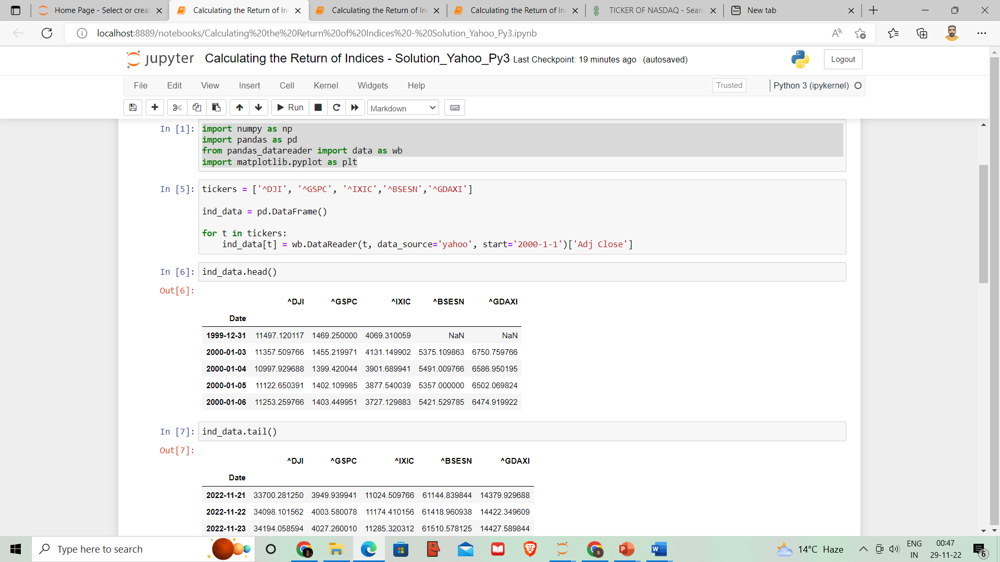 Home Page - Select or creat
Calculating the Return of In
Calculating the Return of In
Calculating the Return of In
TICKER OF NASDAQ - Searc
New tab
localhost:8889/notebooks/Calculating%20the%20Return%20of%20Indices%20-%20Solution_Yahoo_Py3.ipynb
jupyter Calculating the Return of Indices - Solution_Yahoo_Py3 Last Checkpoint: 19 minutes ago (autosaved)
Logout
File Edit View Insert Cell Kernel Widgets Help
Trusted
Python 3 (ipykernel)
Run
Markdown
In [1]: import numpy as np
import pandas as pd
from pandas_datareader import data as wb
import matplotlib.pyplot as plt
In [5]: tickers = ['^DJI', '^GSPC', '^IXIC','^BSESN','^GDAXI']
ind_data = pd.DataFrame()
for t in tickers:
    ind_data[t] = wb.DataReader(t, data_source='yahoo', start='2000-1-1')['Adj Close']
In [6]: ind_data.head()
Out[6]:
^DJI ^GSPC ^IXIC ^BSESN ^GDAXI
Date
1999-12-31 11497.120117 1469.250000 4069.310059 NaN NaN
2000-01-03 11357.509766 1455.219971 4131.149902 5375.109863 6750.759766
2000-01-04 10997.929688 1399.420044 3901.689941 5491.009766 6586.950195
2000-01-05 11122.650391 1402.109985 3877.540039 5357.000000 6502.069824
2000-01-06 11253.259766 1403.449951 3727.129883 5421.529785 6474.919922
In [7]: ind_data.tail()
Out[7]:
^DJI ^GSPC ^IXIC ^BSESN ^GDAXI
Date
2022-11-21 33700.281250 3949.939941 11024.509766 61144.839844 14379.929688
2022-11-22 34098.101562 4003.580078 11174.410156 61418.960938 14422.349609
2022-11-23 34194.058594 4027.260010 11285.320312 61510.578125 14427.589844
Type here to search
14°C Haze
ENG
IN
00:47
29-11-22
6